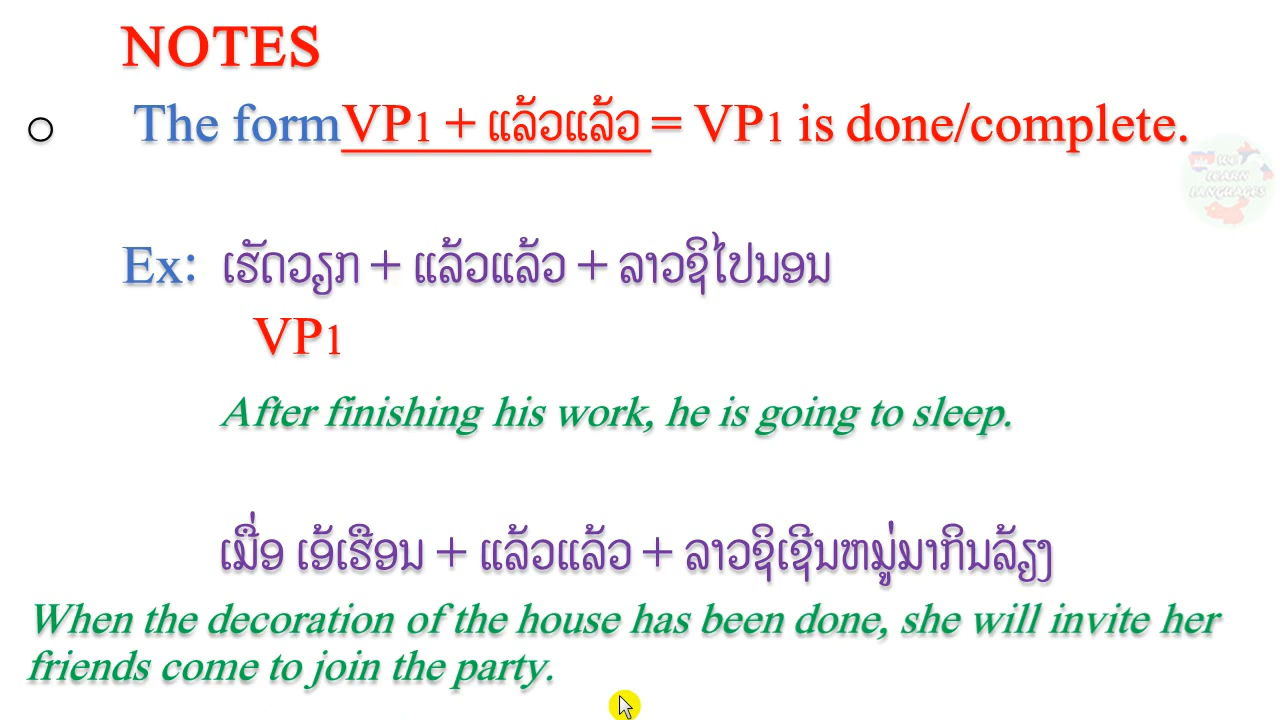 NOTES
The formVP1 + ແລ້ວແລ້ວ = VP1 is done/complete.
WE
LEARN
LANGUAGES
Ex: ເຮັດວຽກ + ແລ້ວແລ້ວ + ລາວຊິໄປນອນ
VP1
After finishing his work, he is going to sleep.
ເມື່ອ ເອ້ເຮືອນ + ແລ້ວແລ້ວ + ລາວຊິເຊີນຫມູ່ມາກິນລ້ຽງ
When the decoration of the house has been done, she will invite her
friends come to join the party.